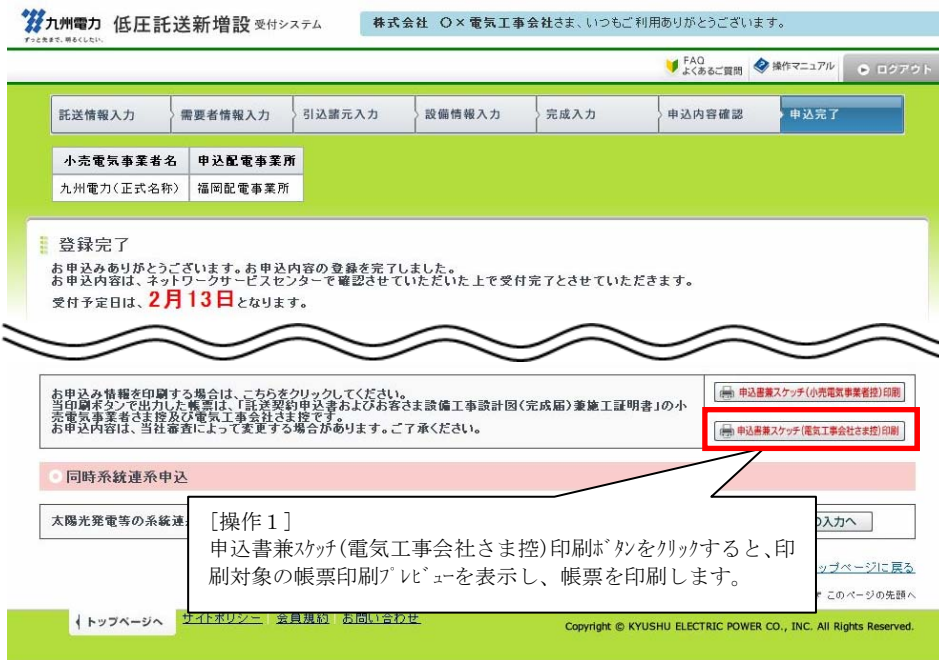 九州電力 低圧託送新増設 受付システム
ずっと先まで、明るくしたい。
株式会社 〇×電気工事会社さま、いつもご利用ありがとうございます。
FAQ
よくあるご質問
操作マニュアル
ログアウト
託送情報入力 需要者情報入力 引込諸元入力 設備情報入力 完成入力 申込内容確認 申込完了
小売電気事業者名 申込配電事業所
九州電力(正式名称) 福岡配電事業所
登録完了
お申込みありがとうございます。お申込内容の登録を完了しました。
お申込内容は、ネットワークサービスセンターで確認させていただいた上で受付完了とさせていただきます。
受付予定日は、2月13日となります。
お申込み情報を印刷する場合は、こちらをクリックしてください。
当印刷ボタンで出力した帳票は、「託送契約申込書およびお客さま設備工事設計図(完成届)兼施工証明書」の小
売電気事業者さま控及び電気工事会社さま控です。
お申込内容は、当社審査によって変更する場合があります。ご了承ください。
申込書兼スケッチ(小売電気事業者控)印刷
申込書兼スケッチ(電気工事会社さま控)印刷
同時系統連系申込
太陽光発電等の系統連
の入力へ
[操作1]
申込書兼ｽｹｯﾁ(電気工事会社さま控)印刷ﾎﾞﾀﾝをｸﾘｯｸすると、印
刷対象の帳票印刷ﾌﾟﾚﾋﾞｭｰを表示し、帳票を印刷します。
ップページに戻る
このページの先頭へ
トップページへ
サイトポリシー 会員規約 お問い合わせ
Copyright © KYUSHU ELECTRIC POWER CO., INC. All Rights Reserved.